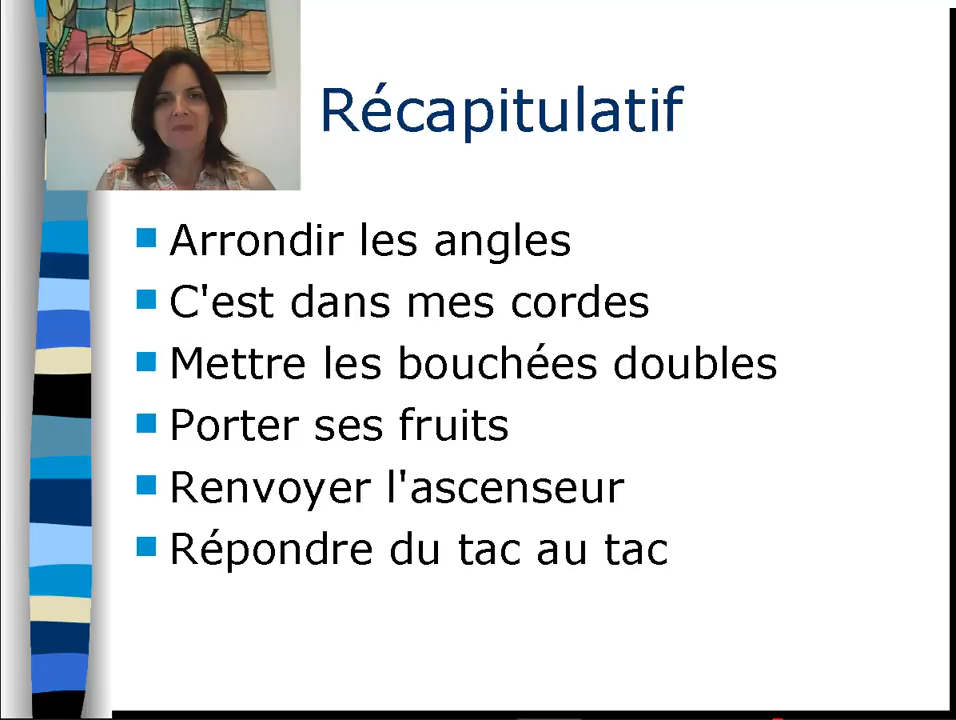 Récapitulatif
Arrondir les angles
C'est dans mes cordes
Mettre les bouchées doubles
Porter ses fruits
Renvoyer l'ascenseur
Répondre du tac au tac